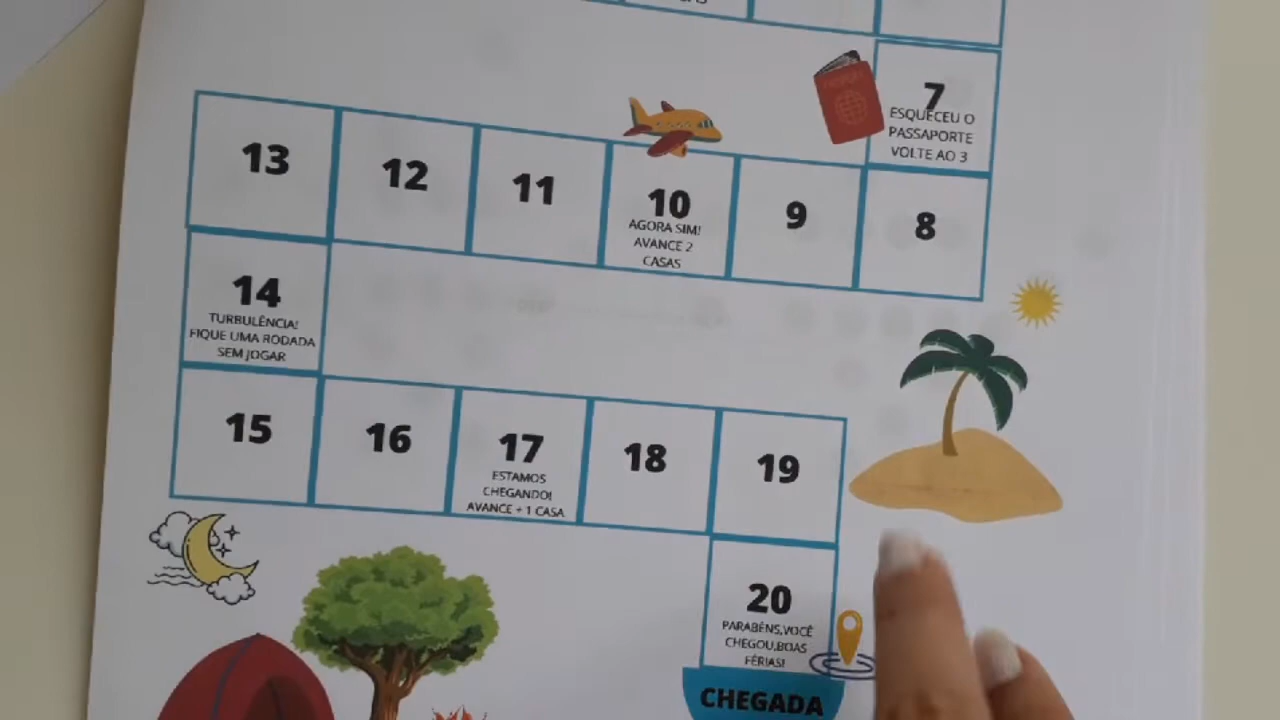 7
ESQUECEU O
PASSAPORTE
VOLTE AO 3
13
12
11
10
AGORA SIM!
AVANCE 2
CASAS
9
8
14
TURBULÊNCIA!
FIQUE UMA RODADA
SEM JOGAR
15
16
17
ESTAMOS
CHEGANDO!
AVANCE + 1 CASA
18
19
20
PARABÉNS,VOCÊ
CHEGOU,BOAS
FÉRIAS!
CHEGADA